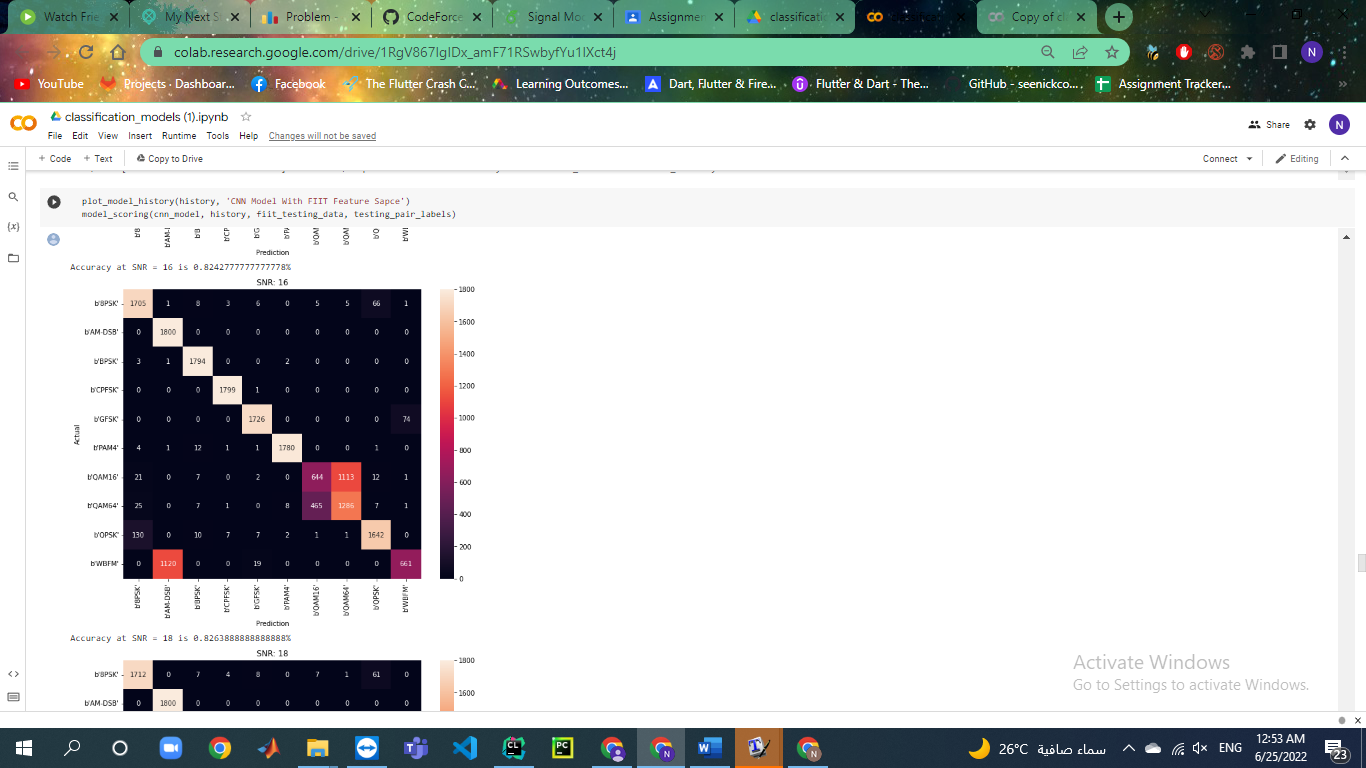 Watch Frie
My Next S
Problem -
CodeForce
Signal Mo
Assignmen
classificatio
Copy of cl
colab.research.google.com/drive/1RgV867IgIDx_amF71RSwbyfYu1lXct4j
N
YouTube
Projects · Dashboar...
Facebook
The Flutter Crash C...
Learning Outcomes...
Dart, Flutter & Fire...
Flutter & Dart - The...
GitHub - seenickco...
Assignment Tracker...
»
classification_models (1).ipynb
File Edit View Insert Runtime Tools Help Changes will not be saved
Share
N
+ Code + Text Copy to Drive
Connect
Editing
plot_model_history(history, 'CNN Model With FIIT Feature Sapce')
model_scoring(cnn_model, history, fiit_testing_data, testing_pair_labels)
Prediction
Accuracy at SNR = 16 is 0.8242777777777778%
SNR: 16
b'8PSK' 1705 1 8 3 6 0 5 5 66 1
b'AM-DSB' 0 1800 0 0 0 0 0 0 0 0
b'BPSK' 3 1 1794 0 0 2 0 0 0 0
b'CPFSK' 0 0 0 1799 1 0 0 0 0 0
b'GFSK' 0 0 0 0 1726 0 0 0 0 74
b'PAM4' 4 1 12 1 1 1780 0 0 1 0
b'QAM16' 21 0 7 0 2 0 644 1113 12 1
b'QAM64' 25 0 7 1 0 8 465 1286 7 1
b'QPSK' 130 0 10 7 7 2 1 1 1642 0
b'WBFM' 0 1120 0 0 19 0 0 0 0 661
Actual
b'8PSK' b'AM-DSB' b'BPSK' b'CPFSK' b'GFSK' b'PAM4' b'QAM16' b'QAM64' b'QPSK' b'WBFM'
Prediction
1800
1600
1400
1200
1000
800
600
400
200
0
Accuracy at SNR = 18 is 0.8263888888888888%
SNR: 18
b'8PSK' 1712 0 7 4 8 0 7 1 61 0
b'AM-DSB' 0 1800 0 0 0 0 0 0 0 0
1800
1600
Activate Windows
Go to Settings to activate Windows.
26°C سماء صافية
ENG
12:53 AM
6/25/2022
23